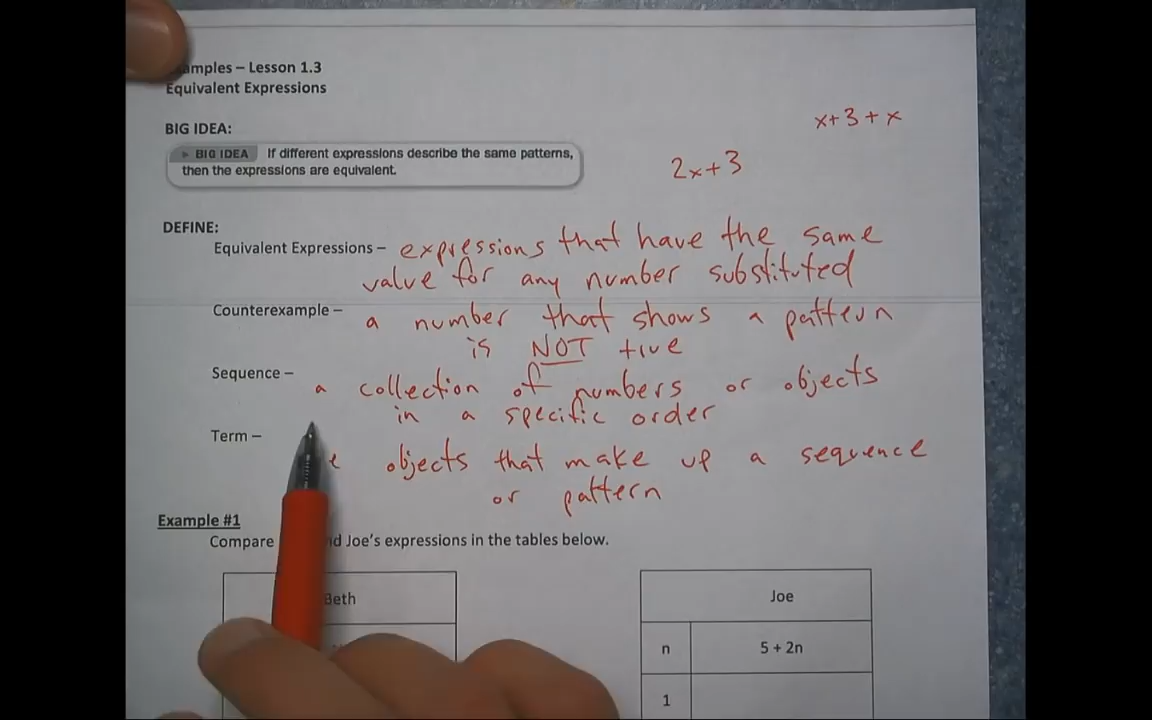 amples – Lesson 1.3
Equivalent Expressions
x+3+x
BIG IDEA:
▸ BIG IDEA If different expressions describe the same patterns,
then the expressions are equivalent.
2x+3
DEFINE:
Equivalent Expressions – expressions that have the same
value for any number substituted
Counterexample – a number that shows a pattern
is NOT true
Sequence – a collection of numbers or objects
in a specific order
Term –
objects that make up a sequence
or pattern
Example #1
Compare nd Joe's expressions in the tables below.
Beth
Joe
n 5 + 2n
1